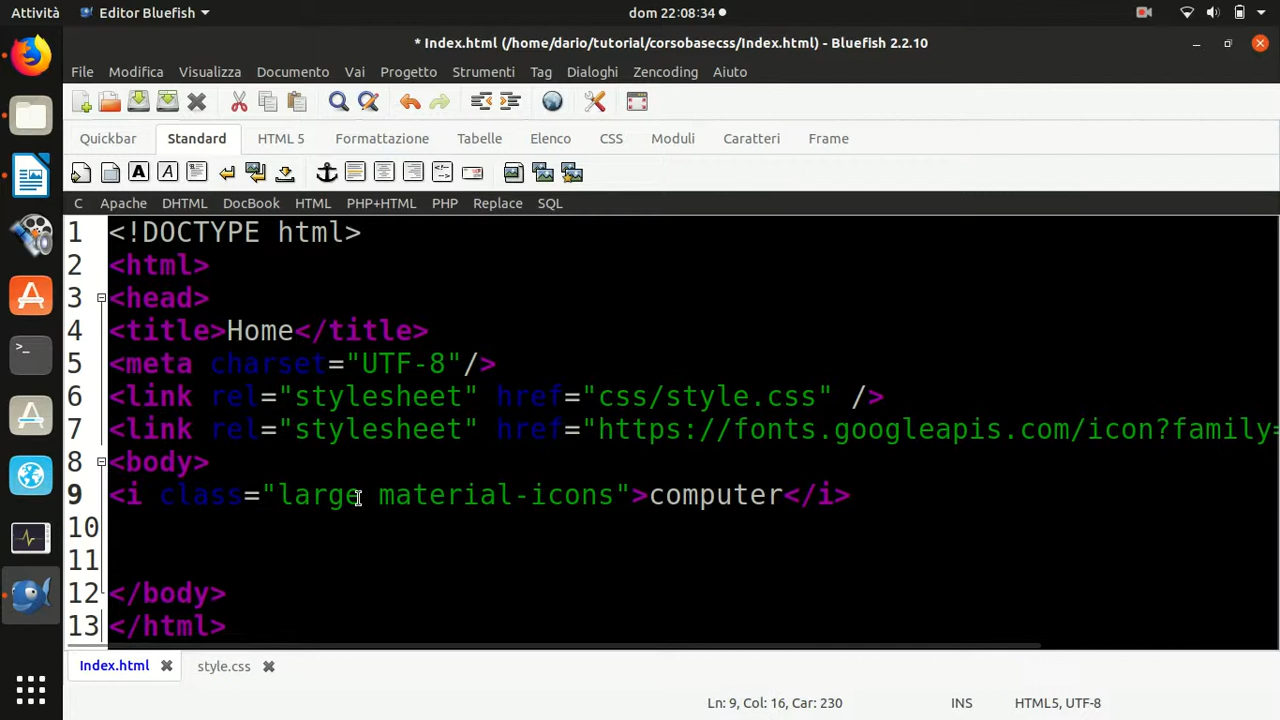 Attività Editor Bluefish dom 22:08:34
* Index.html (/home/dario/tutorial/corsobasecss/Index.html) - Bluefish 2.2.10
File Modifica Visualizza Documento Vai Progetto Strumenti Tag Dialoghi Zencoding Aiuto
Quickbar Standard HTML 5 Formattazione Tabelle Elenco CSS Moduli Caratteri Frame
C Apache DHTML DocBook HTML PHP+HTML PHP Replace SQL
1 <!DOCTYPE html>
2 <html>
3 <head>
4 <title>Home</title>
5 <meta charset="UTF-8"/>
6 <link rel="stylesheet" href="css/style.css" />
7 <link rel="stylesheet" href="https://fonts.googleapis.com/icon?family=
8 <body>
9 <i class="large material-icons">computer</i>
10
11
12 </body>
13 </html>
Index.html style.css
Ln: 9, Col: 16, Car: 230 INS HTML5, UTF-8